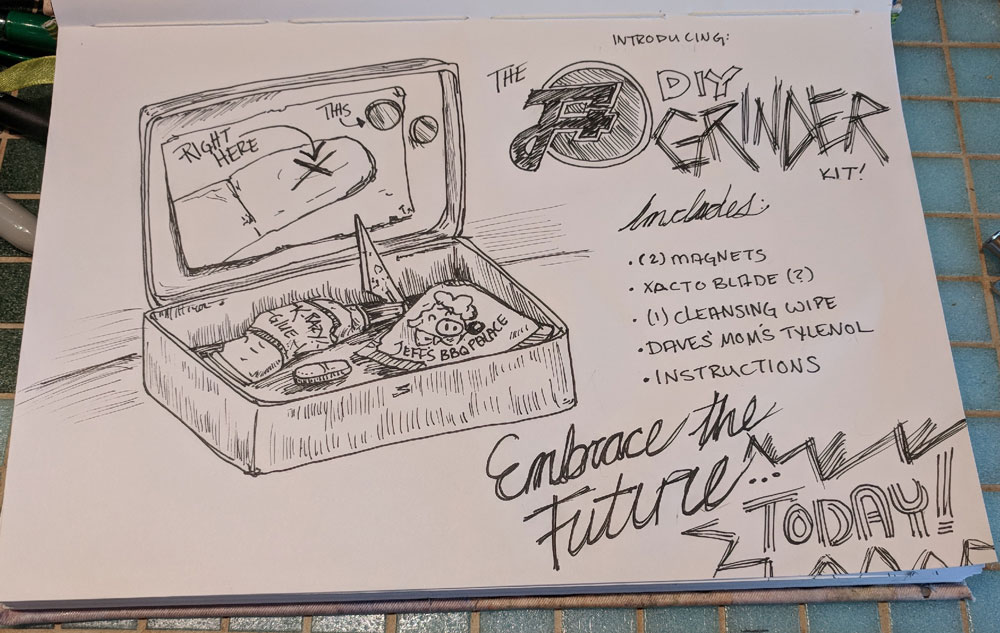 INTRODUCING:
THE
DIY
GRINDER
KIT!
RIGHT
HERE
THIS
X
KRAZY
GLUE
JEFF'S BBQ PALACE
Includes:
• (2) MAGNETS
• XACTO BLADE (?)
• (1) CLEANSING WIPE
• DAVES' MOM'S TYLENOL
• INSTRUCTIONS
Embrace the
Future...
TODAY!